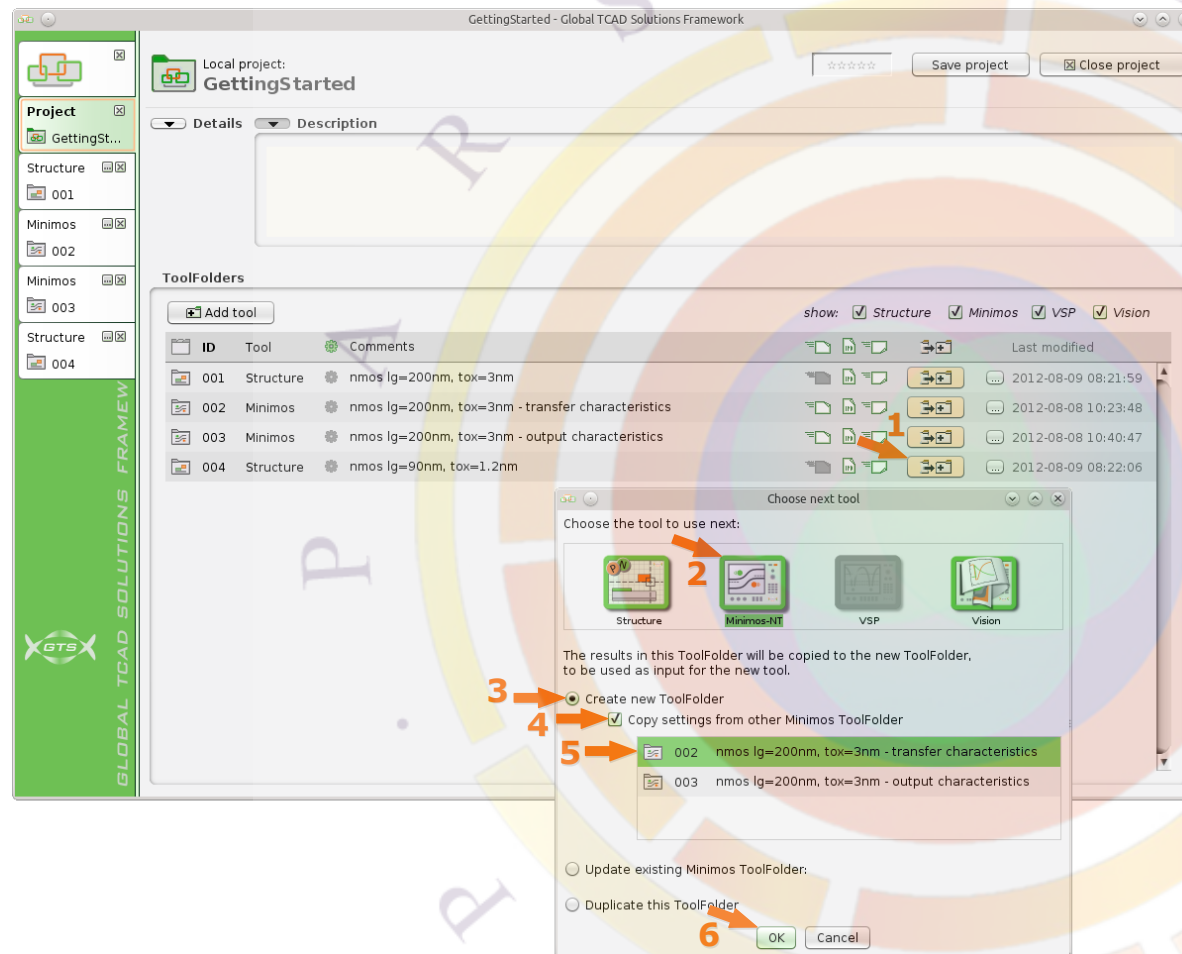 GettingStarted - Global TCAD Solutions Framework
Local project:
GettingStarted
Save project
Close project
Project
GettingSt...
Structure
001
Minimos
002
Minimos
003
Structure
004
GLOBAL TCAD SOLUTIONS FRAMEW
GTS
Details Description
ToolFolders
Add tool
show: Structure Minimos VSP Vision
ID Tool Comments Last modified
001 Structure nmos lg=200nm, tox=3nm ... 2012-08-09 08:21:59
002 Minimos nmos lg=200nm, tox=3nm - transfer characteristics ... 2012-08-08 10:23:48
003 Minimos nmos lg=200nm, tox=3nm - output characteristics ... 2012-08-08 10:40:47
004 Structure nmos lg=90nm, tox=1.2nm ... 2012-08-09 08:22:06
1
Choose next tool
Choose the tool to use next:
2
P N
Structure Minimos-NT VSP Vision
The results in this ToolFolder will be copied to the new ToolFolder,
to be used as input for the new tool.
3 Create new ToolFolder
4 Copy settings from other Minimos ToolFolder
5 002 nmos lg=200nm, tox=3nm - transfer characteristics
003 nmos lg=200nm, tox=3nm - output characteristics
Update existing Minimos ToolFolder:
Duplicate this ToolFolder
6 OK Cancel
P P A R S